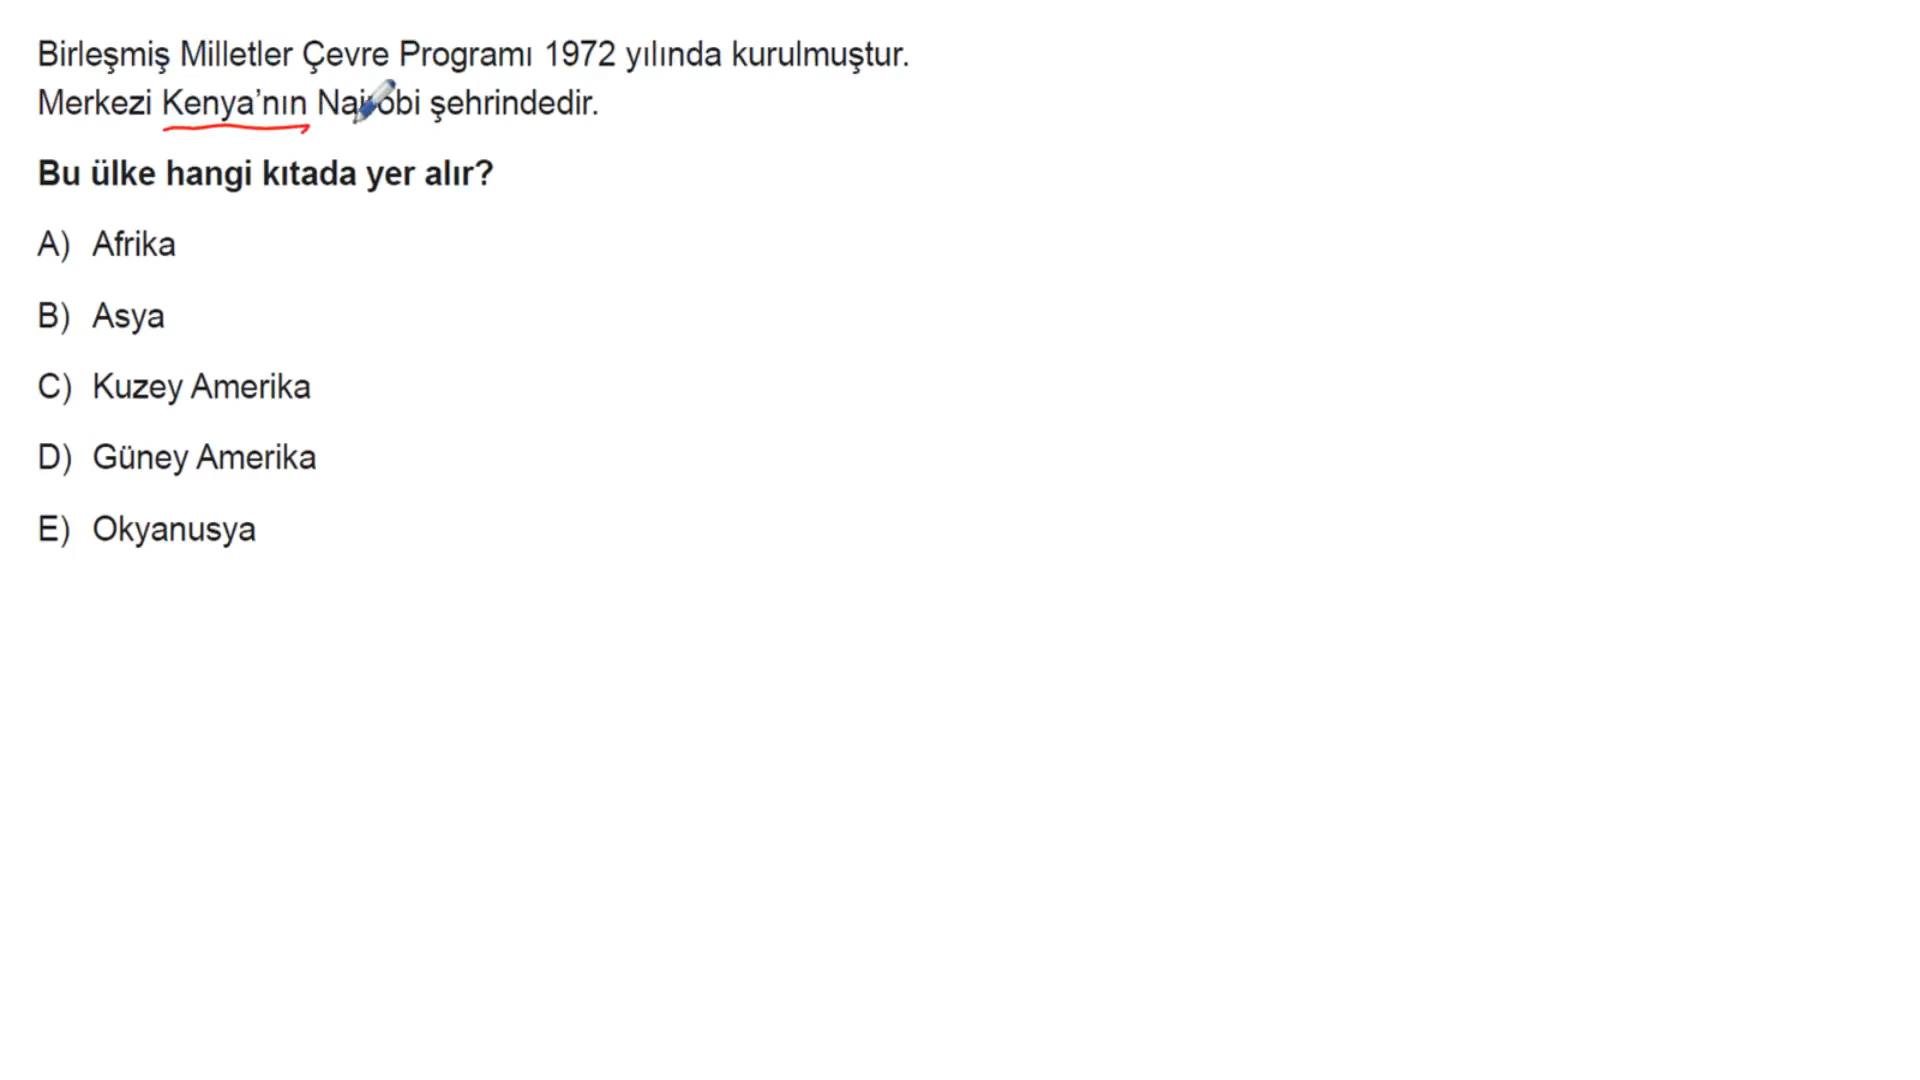 Birleşmiş Milletler Çevre Programı 1972 yılında kurulmuştur.
Merkezi Kenya’nın Nairobi şehrindedir.
Bu ülke hangi kıtada yer alır?
A) Afrika
B) Asya
C) Kuzey Amerika
D) Güney Amerika
E) Okyanusya